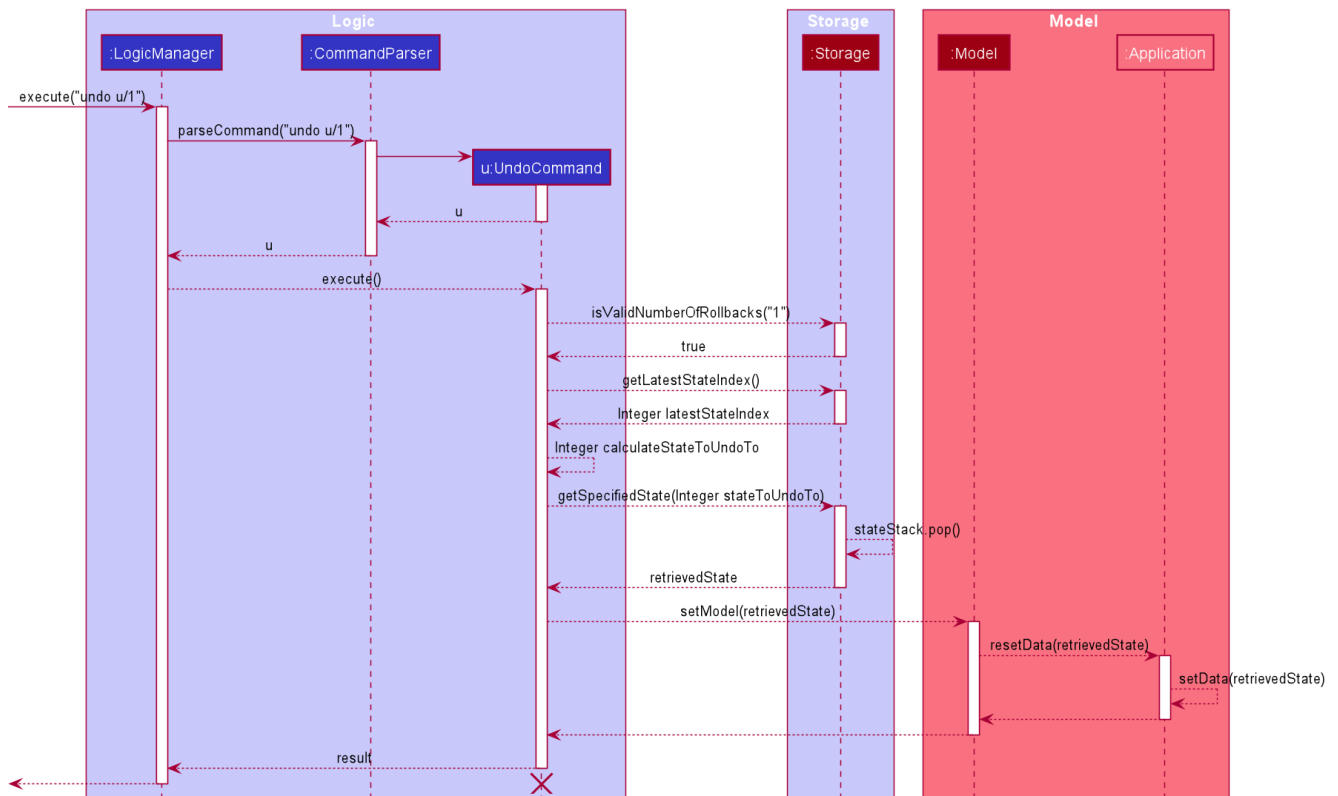 Logic
Storage
Model
:LogicManager
:CommandParser
:Storage
:Model
:Application
execute("undo u/1")
parseCommand("undo u/1")
u:UndoCommand
u
u
execute()
isValidNumberOfRollbacks("1")
true
getLatestStateIndex()
Integer latestStateIndex
Integer calculateStateToUndoTo
getSpecifiedState(Integer stateToUndoTo)
stateStack.pop()
retrievedState
setModel(retrievedState)
resetData(retrievedState)
setData(retrievedState)
result